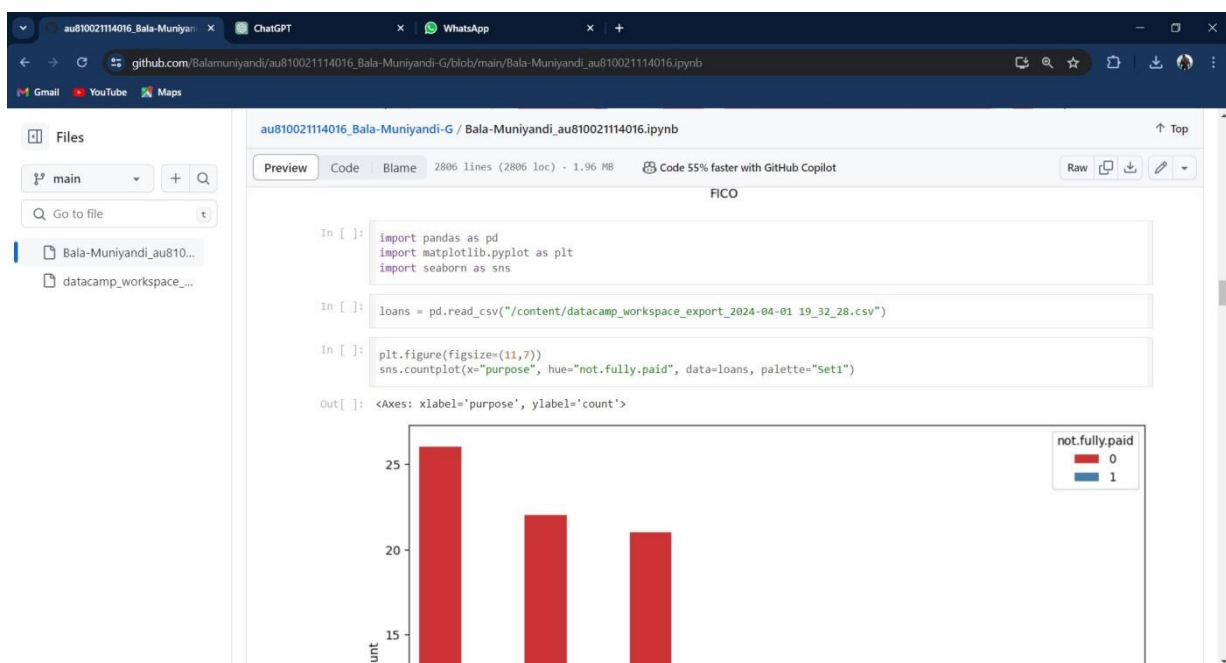 au810021114016_Bala-Muniyan
ChatGPT
WhatsApp
github.com/Balamuniyandi/au810021114016_Bala-Muniyandi-G/blob/main/Bala-Muniyandi_au810021114016.ipynb
Gmail YouTube Maps
Files
main
Go to file t
Bala-Muniyandi_au810...
datacamp_workspace_...
au810021114016_Bala-Muniyandi-G / Bala-Muniyandi_au810021114016.ipynb
Top
Preview Code Blame 2806 lines (2806 loc) · 1.96 MB Code 55% faster with GitHub Copilot Raw
FICO
In [ ]: import pandas as pd
import matplotlib.pyplot as plt
import seaborn as sns
In [ ]: loans = pd.read_csv("/content/datacamp_workspace_export_2024-04-01 19_32_28.csv")
In [ ]: plt.figure(figsize=(11,7))
sns.countplot(x="purpose", hue="not.fully.paid", data=loans, palette="Set1")
Out[ ]: <Axes: xlabel='purpose', ylabel='count'>
not.fully.paid
0
1
25
20
15